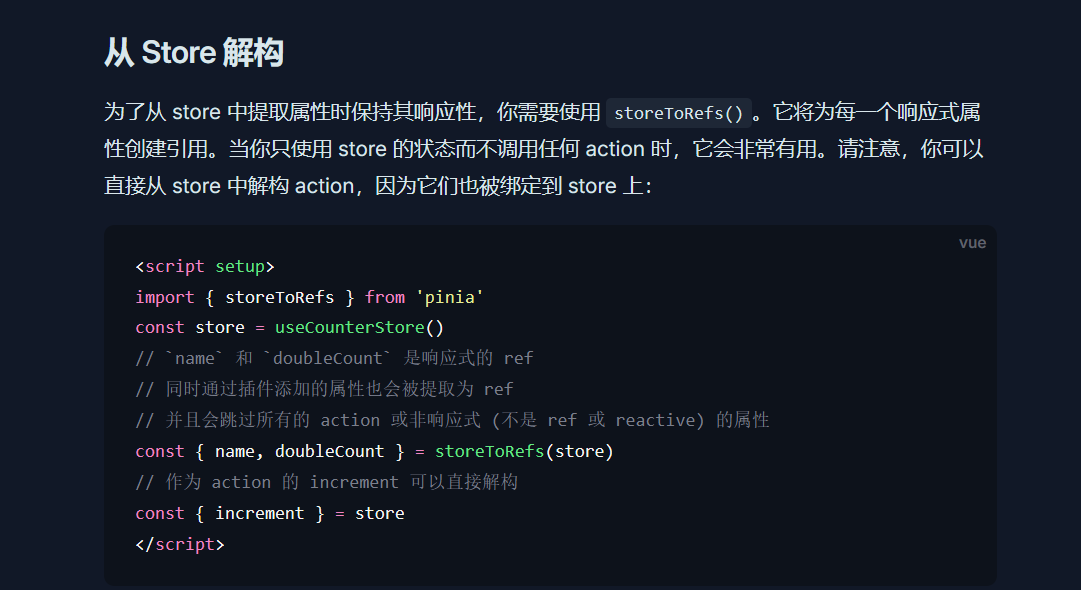 从 Store 解构
为了从 store 中提取属性时保持其响应性，你需要使用 storeToRefs() 。它将为每一个响应式属
性创建引用。当你只使用 store 的状态而不调用任何 action 时，它会非常有用。请注意，你可以
直接从 store 中解构 action，因为它们也被绑定到 store 上：
vue
<script setup>
import { storeToRefs } from 'pinia'
const store = useCounterStore()
// `name` 和 `doubleCount` 是响应式的 ref
// 同时通过插件添加的属性也会被提取为 ref
// 并且会跳过所有的 action 或非响应式 (不是 ref 或 reactive) 的属性
const { name, doubleCount } = storeToRefs(store)
// 作为 action 的 increment 可以直接解构
const { increment } = store
</script>